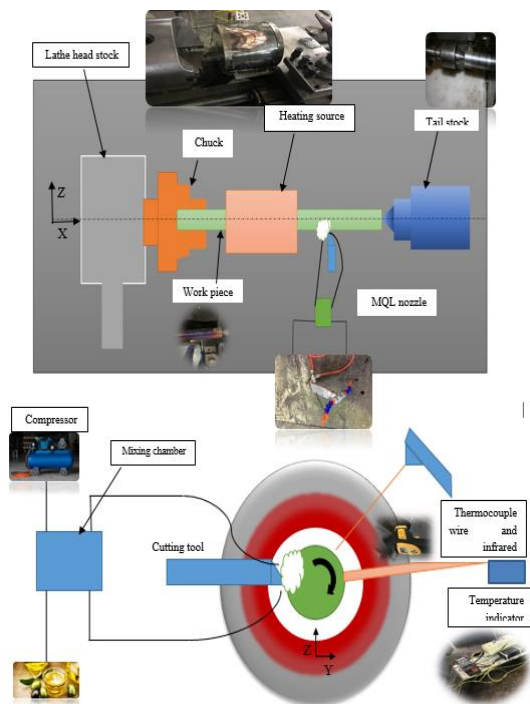 Lathe head stock
Heating source
Tail stock
Chuck
Z
X
Work piece
MQL nozzle
Compressor
Mixing chamber
Cutting tool
Thermocouple
wire and
infrared
Temperature
indicator
Z
Y